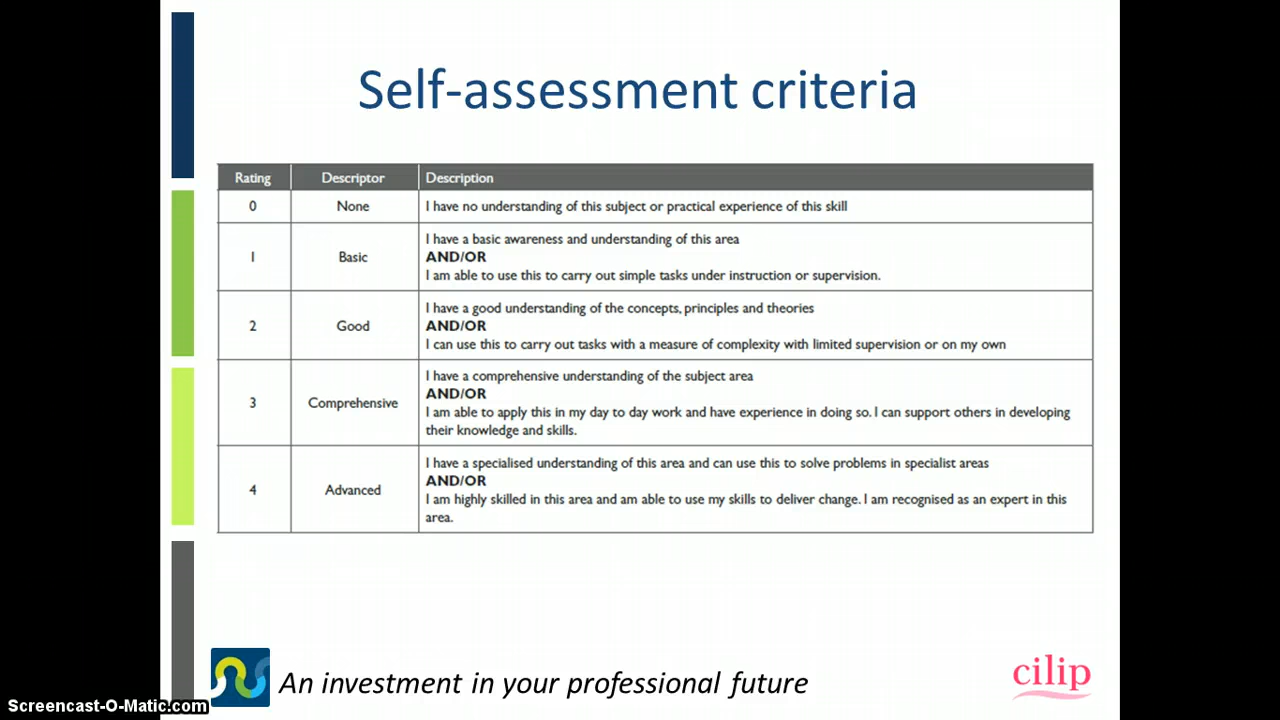 Self-assessment criteria
Rating Descriptor Description
0 None I have no understanding of this subject or practical experience of this skill
I have a basic awareness and understanding of this area
1 Basic AND/OR
I am able to use this to carry out simple tasks under instruction or supervision.
I have a good understanding of the concepts, principles and theories
2 Good AND/OR
I can use this to carry out tasks with a measure of complexity with limited supervision or on my own
I have a comprehensive understanding of the subject area
AND/OR
3 Comprehensive
I am able to apply this in my day to day work and have experience in doing so. I can support others in developing
their knowledge and skills.
I have a specialised understanding of this area and can use this to solve problems in specialist areas
AND/OR
4 Advanced
I am highly skilled in this area and am able to use my skills to deliver change. I am recognised as an expert in this
area.
An investment in your professional future
cilip
Screencast-O-Matic.com